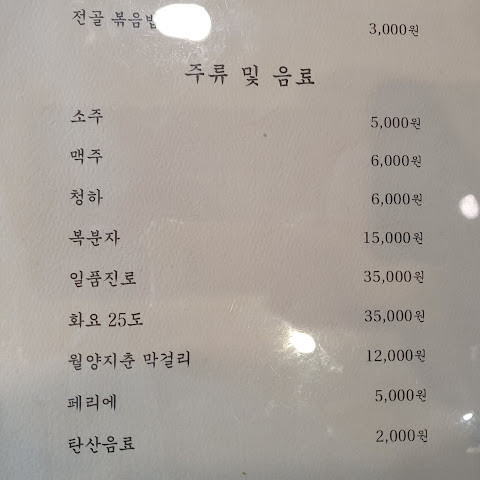 전골 볶음밥 3,000원
주류 및 음료
소주 5,000원
맥주 6,000원
청하 6,000원
복분자 15,000원
일품진로 35,000원
화요 25도 35,000원
월양지춘 막걸리 12,000원
페리에 5,000원
탄산음료 2,000원